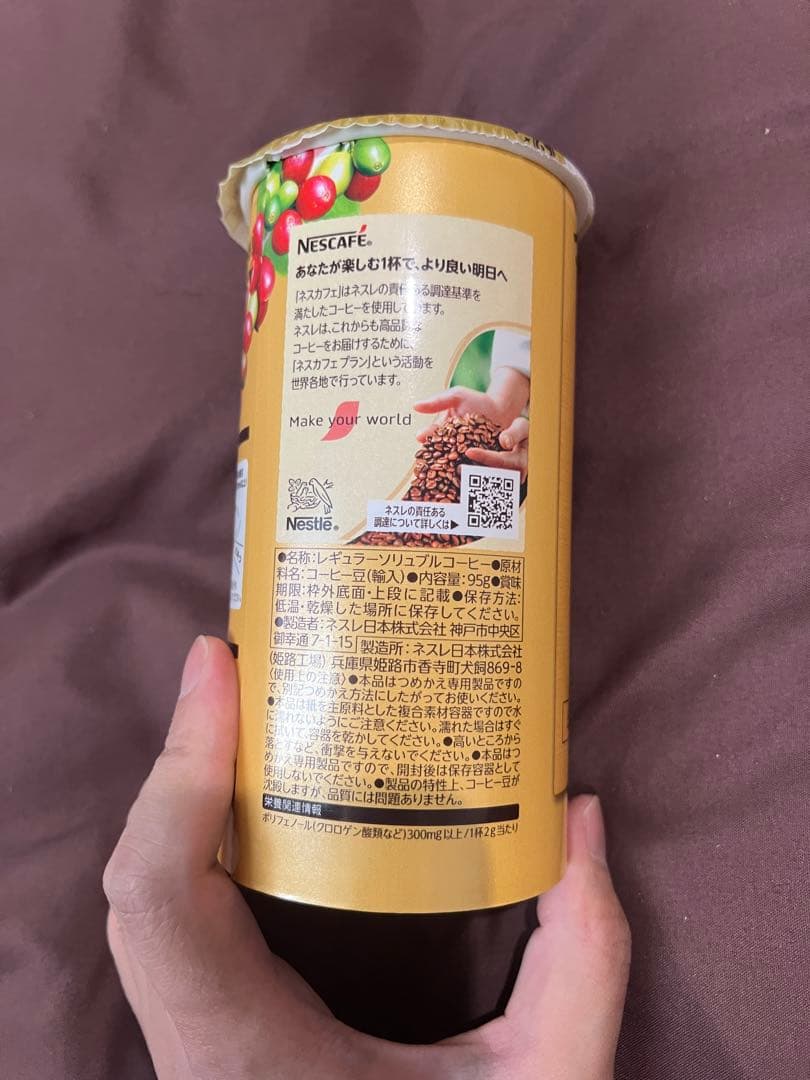 NESCAFÉ®
あなたが楽しむ1杯で、より良い明日へ
「ネスカフェ」はネスレの責任ある調達基準を
満たしたコーヒーを使用しています。
ネスレは、これからも高品質な
コーヒーをお届けするために、
「ネスカフェ プラン」という活動を
世界各地で行っています。
Make your world
Nestlé®
ネスレの責任ある
調達について詳しくは▶
●名称:レギュラーソリュブルコーヒー●原材
料名:コーヒー豆(輸入)●内容量:95g●賞味
期限:枠外底面・上段に記載●保存方法:
低温・乾燥した場所に保存してください。
●製造者:ネスレ日本株式会社 神戸市中央区
御幸通7-1-15 製造所:ネスレ日本株式会社
(姫路工場) 兵庫県姫路市香寺町犬飼869-8
〈使用上の注意〉●本品はつめかえ専用製品ですの
で、別記つめかえ方法にしたがってお使いください。
●本品は紙を主原料とした複合素材容器ですので水
に濡れないようにご注意ください。濡れた場合はすぐ
に拭いて、容器を乾かしてください。●高いところから
落とすなど、衝撃を与えないでください。●本品はつ
めかえ専用製品ですので、開封後は保存容器として
使用しないでください。●製品の特性上、コーヒー豆が
沈殿しますが、品質には問題ありません。
栄養関連情報
ポリフェノール(クロロゲン酸類など)300mg以上/1杯2g当たり